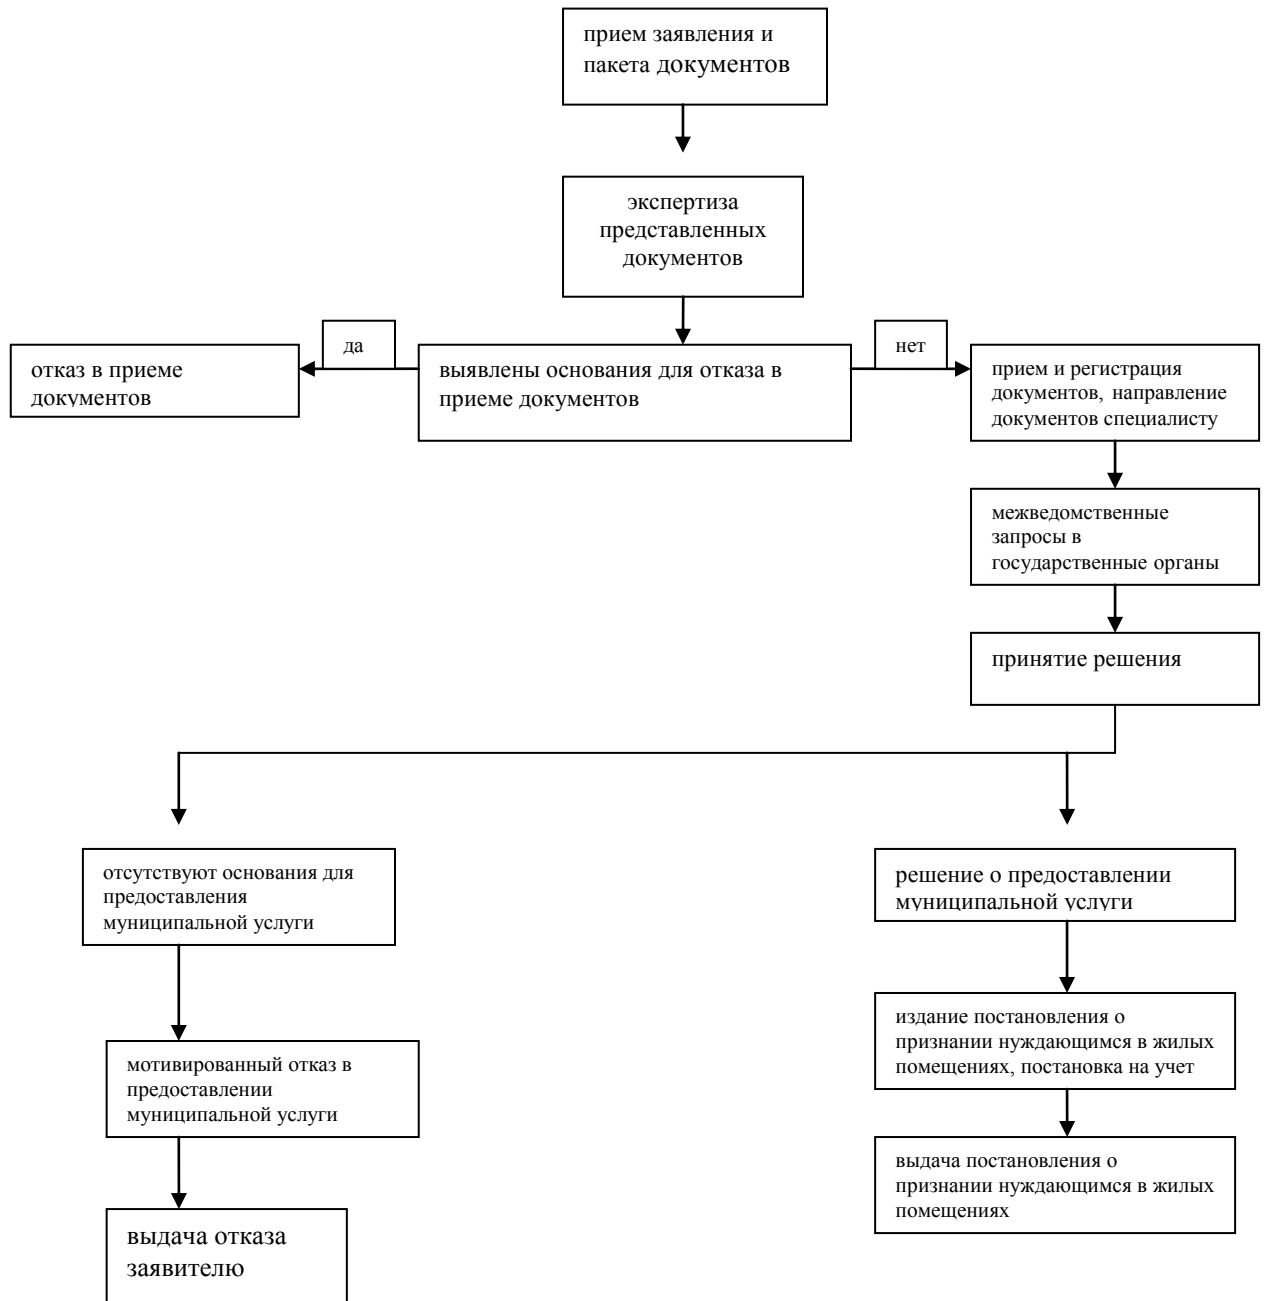 прием заявления и
пакета документов
экспертиза
представленных
документов
да
нет
отказ в приеме
документов
выявлены основания для отказа в
приеме документов
прием и регистрация
документов, направление
документов специалисту
межведомственные
запросы в
государственные органы
принятие решения
отсутствуют основания для
предоставления
муниципальной услуги
решение о предоставлении
муниципальной услуги
мотивированный отказ в
предоставлении
муниципальной услуги
издание постановления о
признании нуждающимся в жилых
помещениях, постановка на учет
выдача отказа
заявителю
выдача постановления о
признании нуждающимся в жилых
помещениях